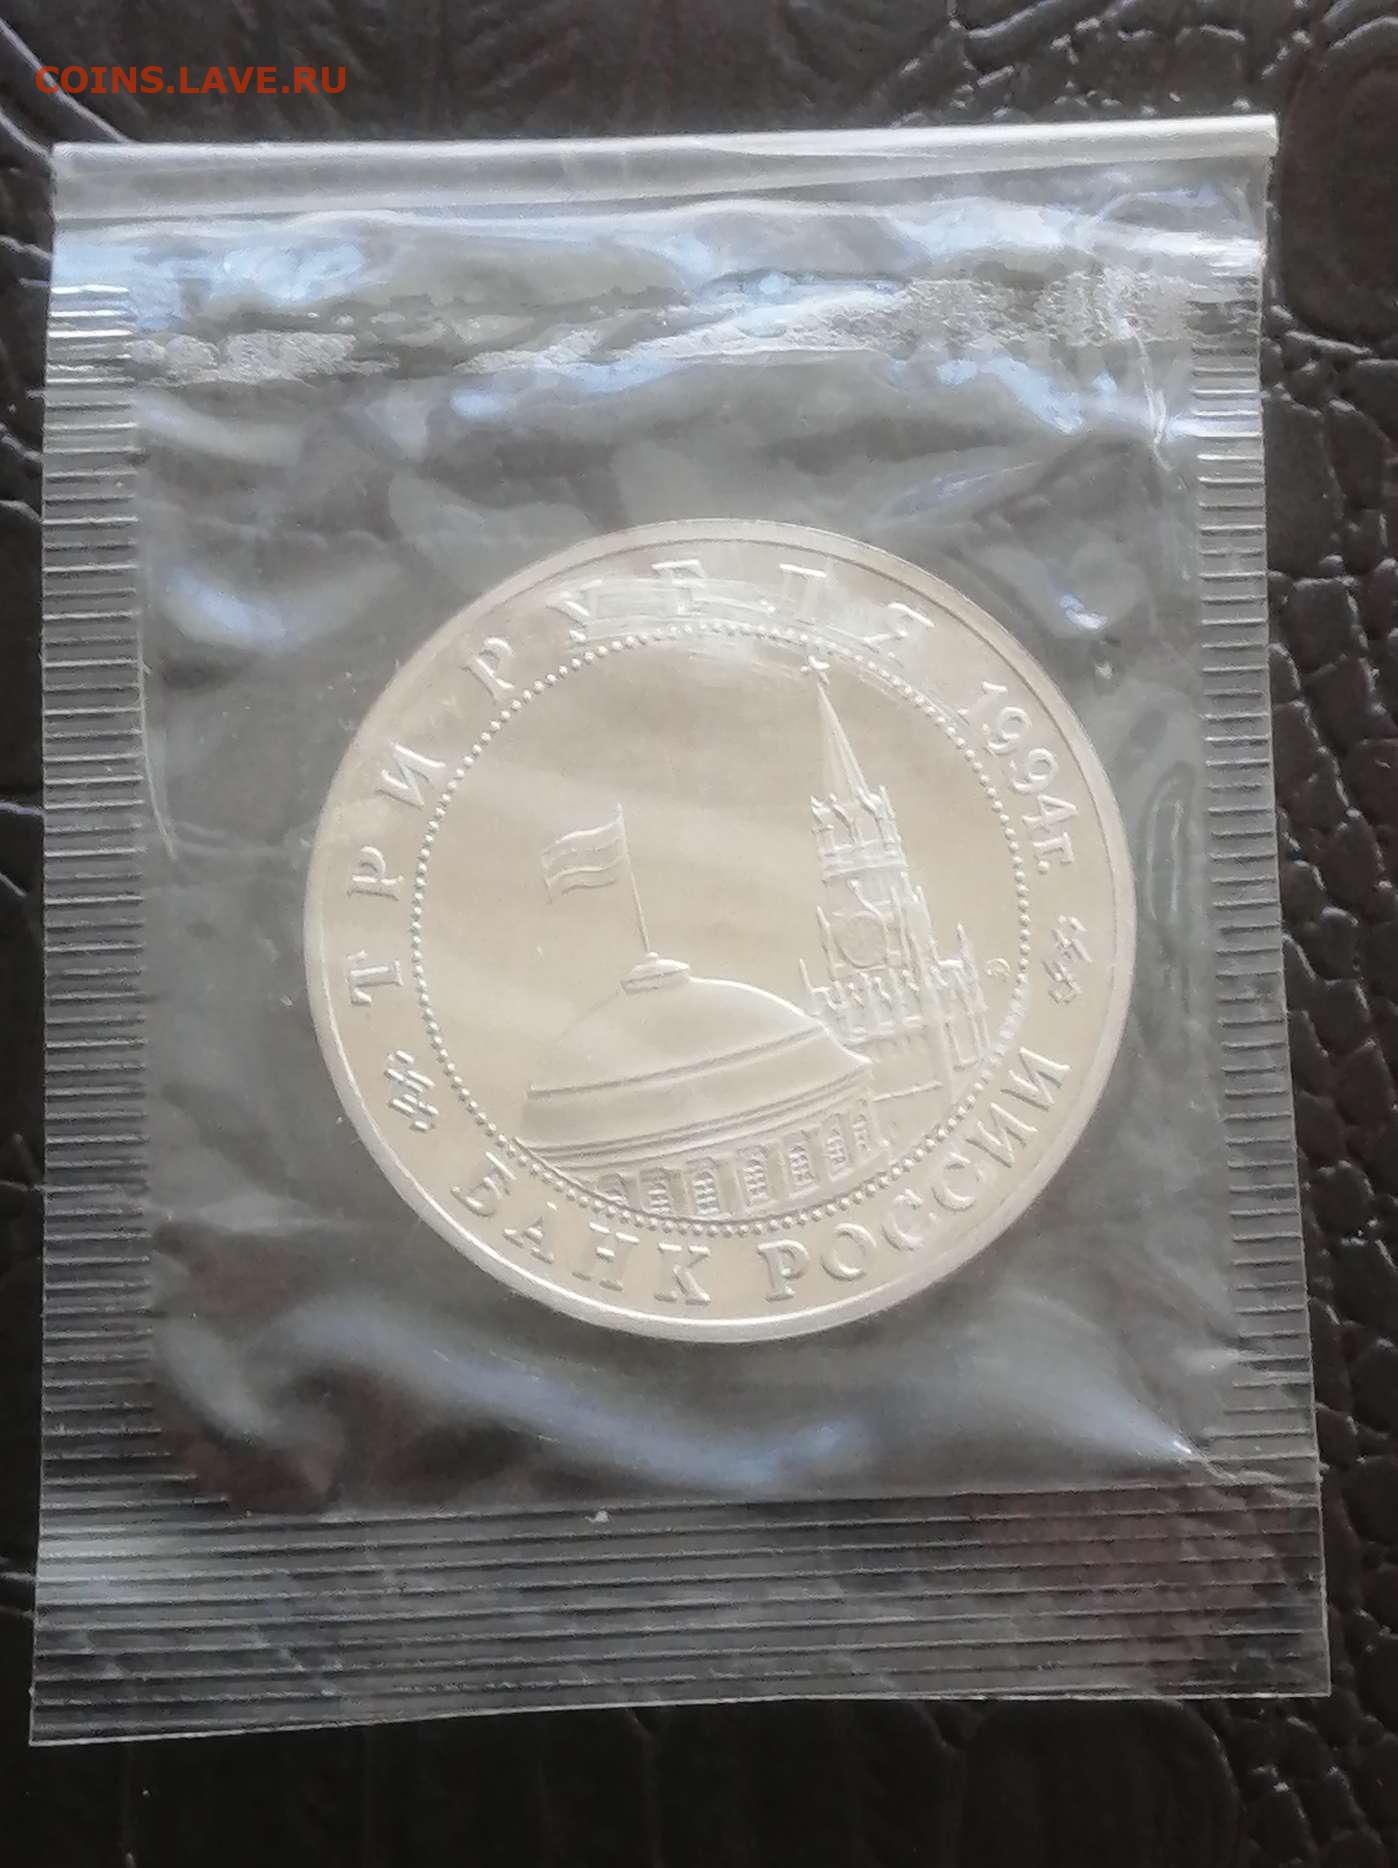 COINS.LAVE.RU
ТРИ РУБЛЯ 1994г.
БАНК РОССИИ